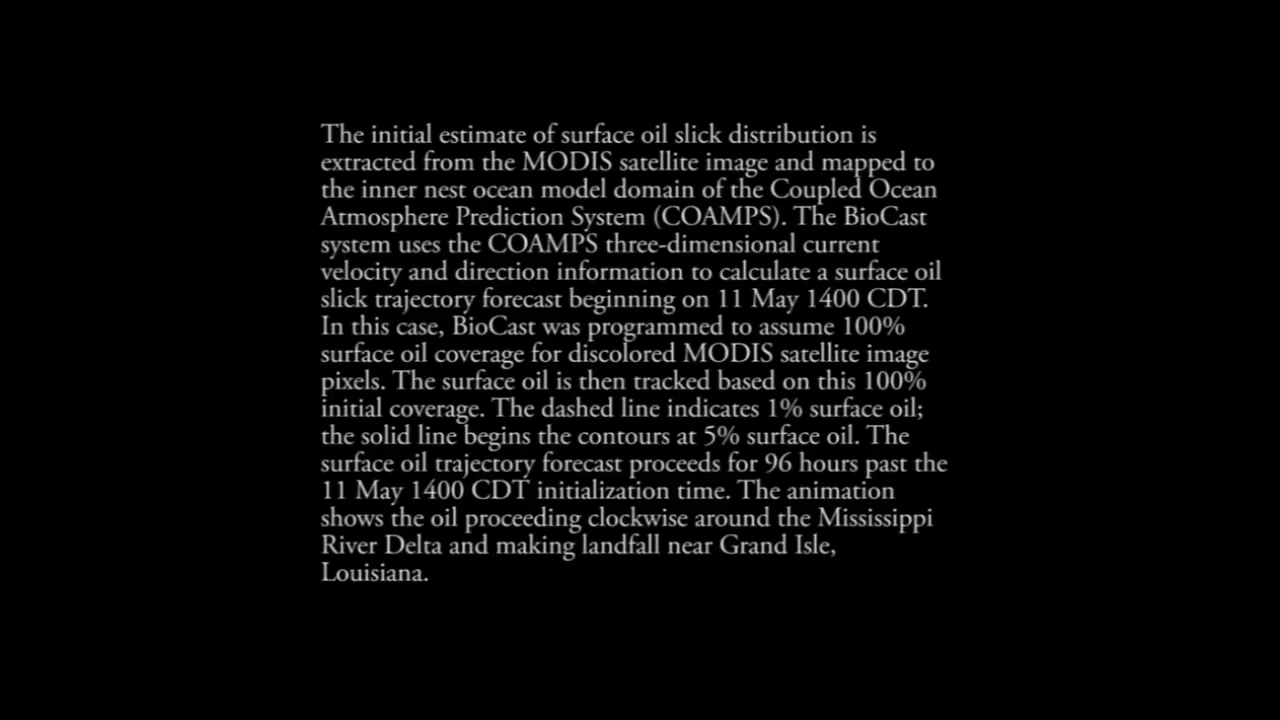 The initial estimate of surface oil slick distribution is
extracted from the MODIS satellite image and mapped to
the inner nest ocean model domain of the Coupled Ocean
Atmosphere Prediction System (COAMPS). The BioCast
system uses the COAMPS three-dimensional current
velocity and direction information to calculate a surface oil
slick trajectory forecast beginning on 11 May 1400 CDT.
In this case, BioCast was programmed to assume 100%
surface oil coverage for discolored MODIS satellite image
pixels. The surface oil is then tracked based on this 100%
initial coverage. The dashed line indicates 1% surface oil;
the solid line begins the contours at 5% surface oil. The
surface oil trajectory forecast proceeds for 96 hours past the
11 May 1400 CDT initialization time. The animation
shows the oil proceeding clockwise around the Mississippi
River Delta and making landfall near Grand Isle,
Louisiana.